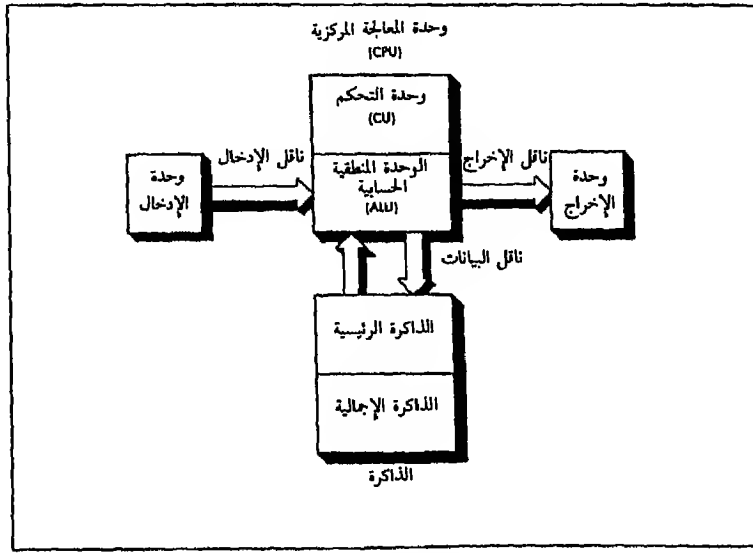 وحدة المعالجة المركزية
(CPU)
وحدة التحكم
(CU)
الوحدة المنطقية
الحسابية
(ALU)
ناقل الإدخال
وحدة
الإدخال
ناقل الإخراج
وحدة
الإخراج
ناقل البيانات
الذاكرة الرئيسية
الذاكرة الإجمالية
الذاكرة